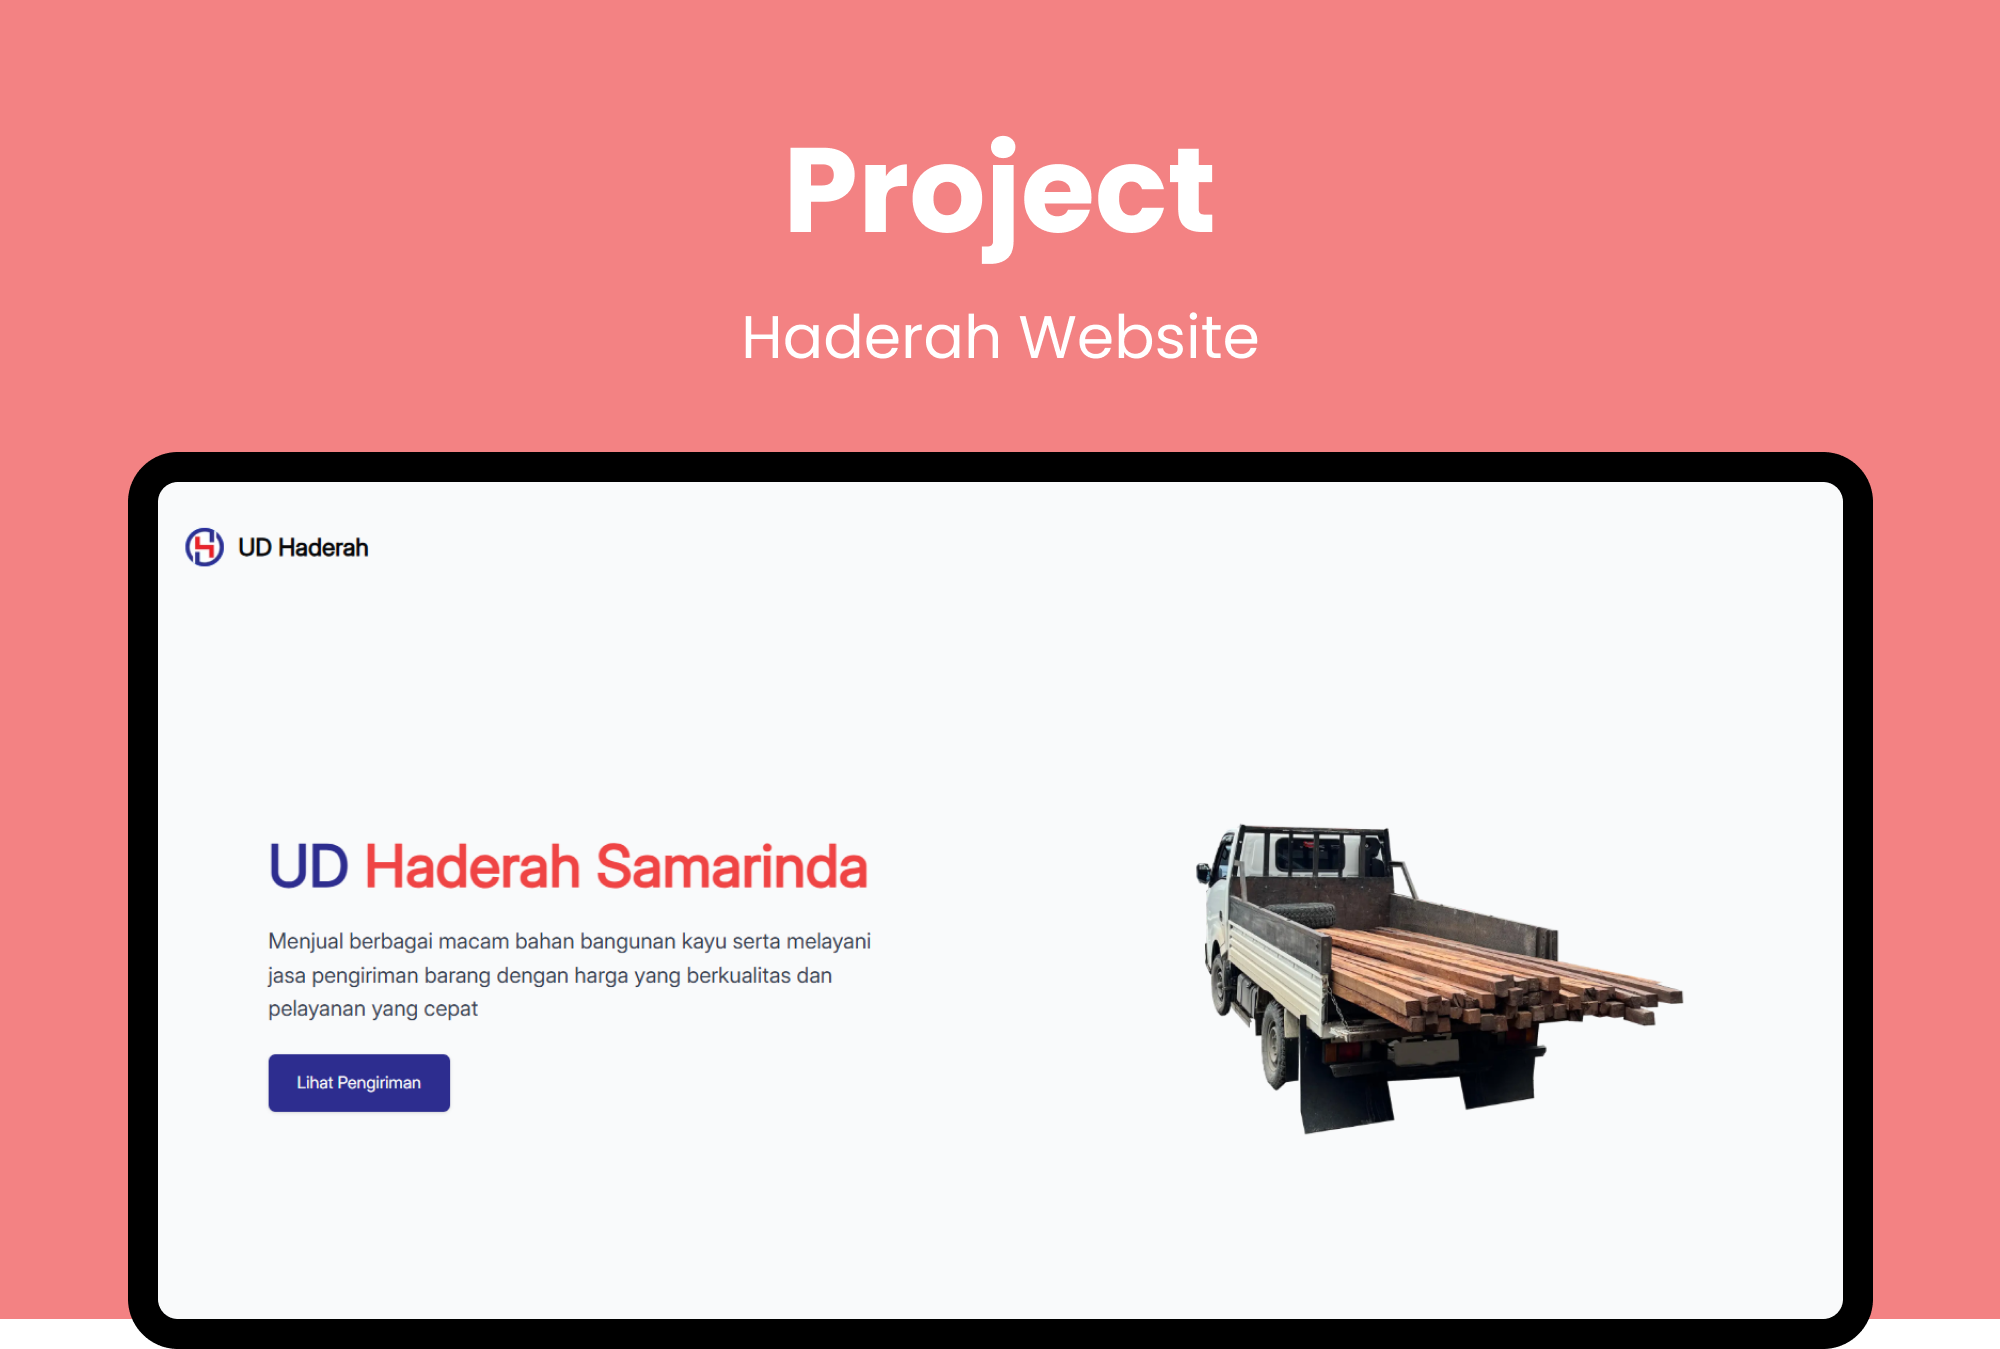 Project
Haderah Website
UD Haderah
UD Haderah Samarinda
Menjual berbagai macam bahan bangunan kayu serta melayani
jasa pengiriman barang dengan harga yang berkualitas dan
pelayanan yang cepat
Lihat Pengiriman